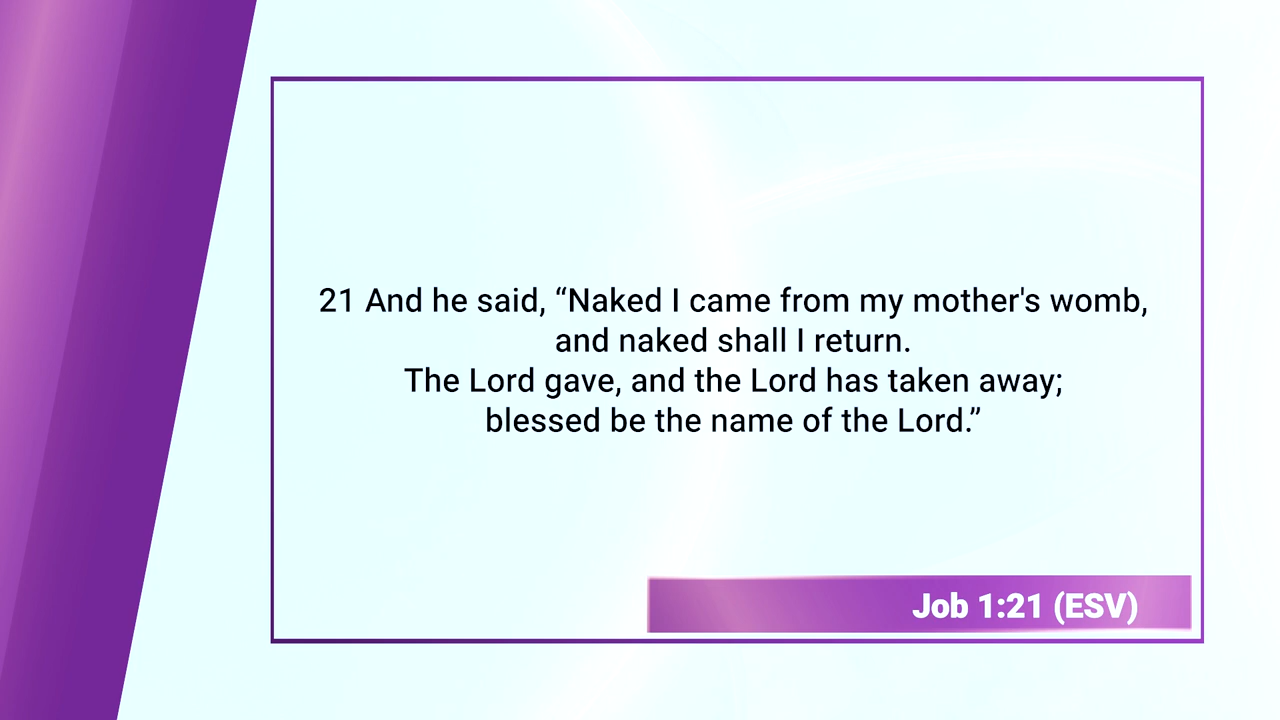 21 And he said, “Naked I came from my mother's womb,
and naked shall I return.
The Lord gave, and the Lord has taken away;
blessed be the name of the Lord.”
Job 1:21 (ESV)